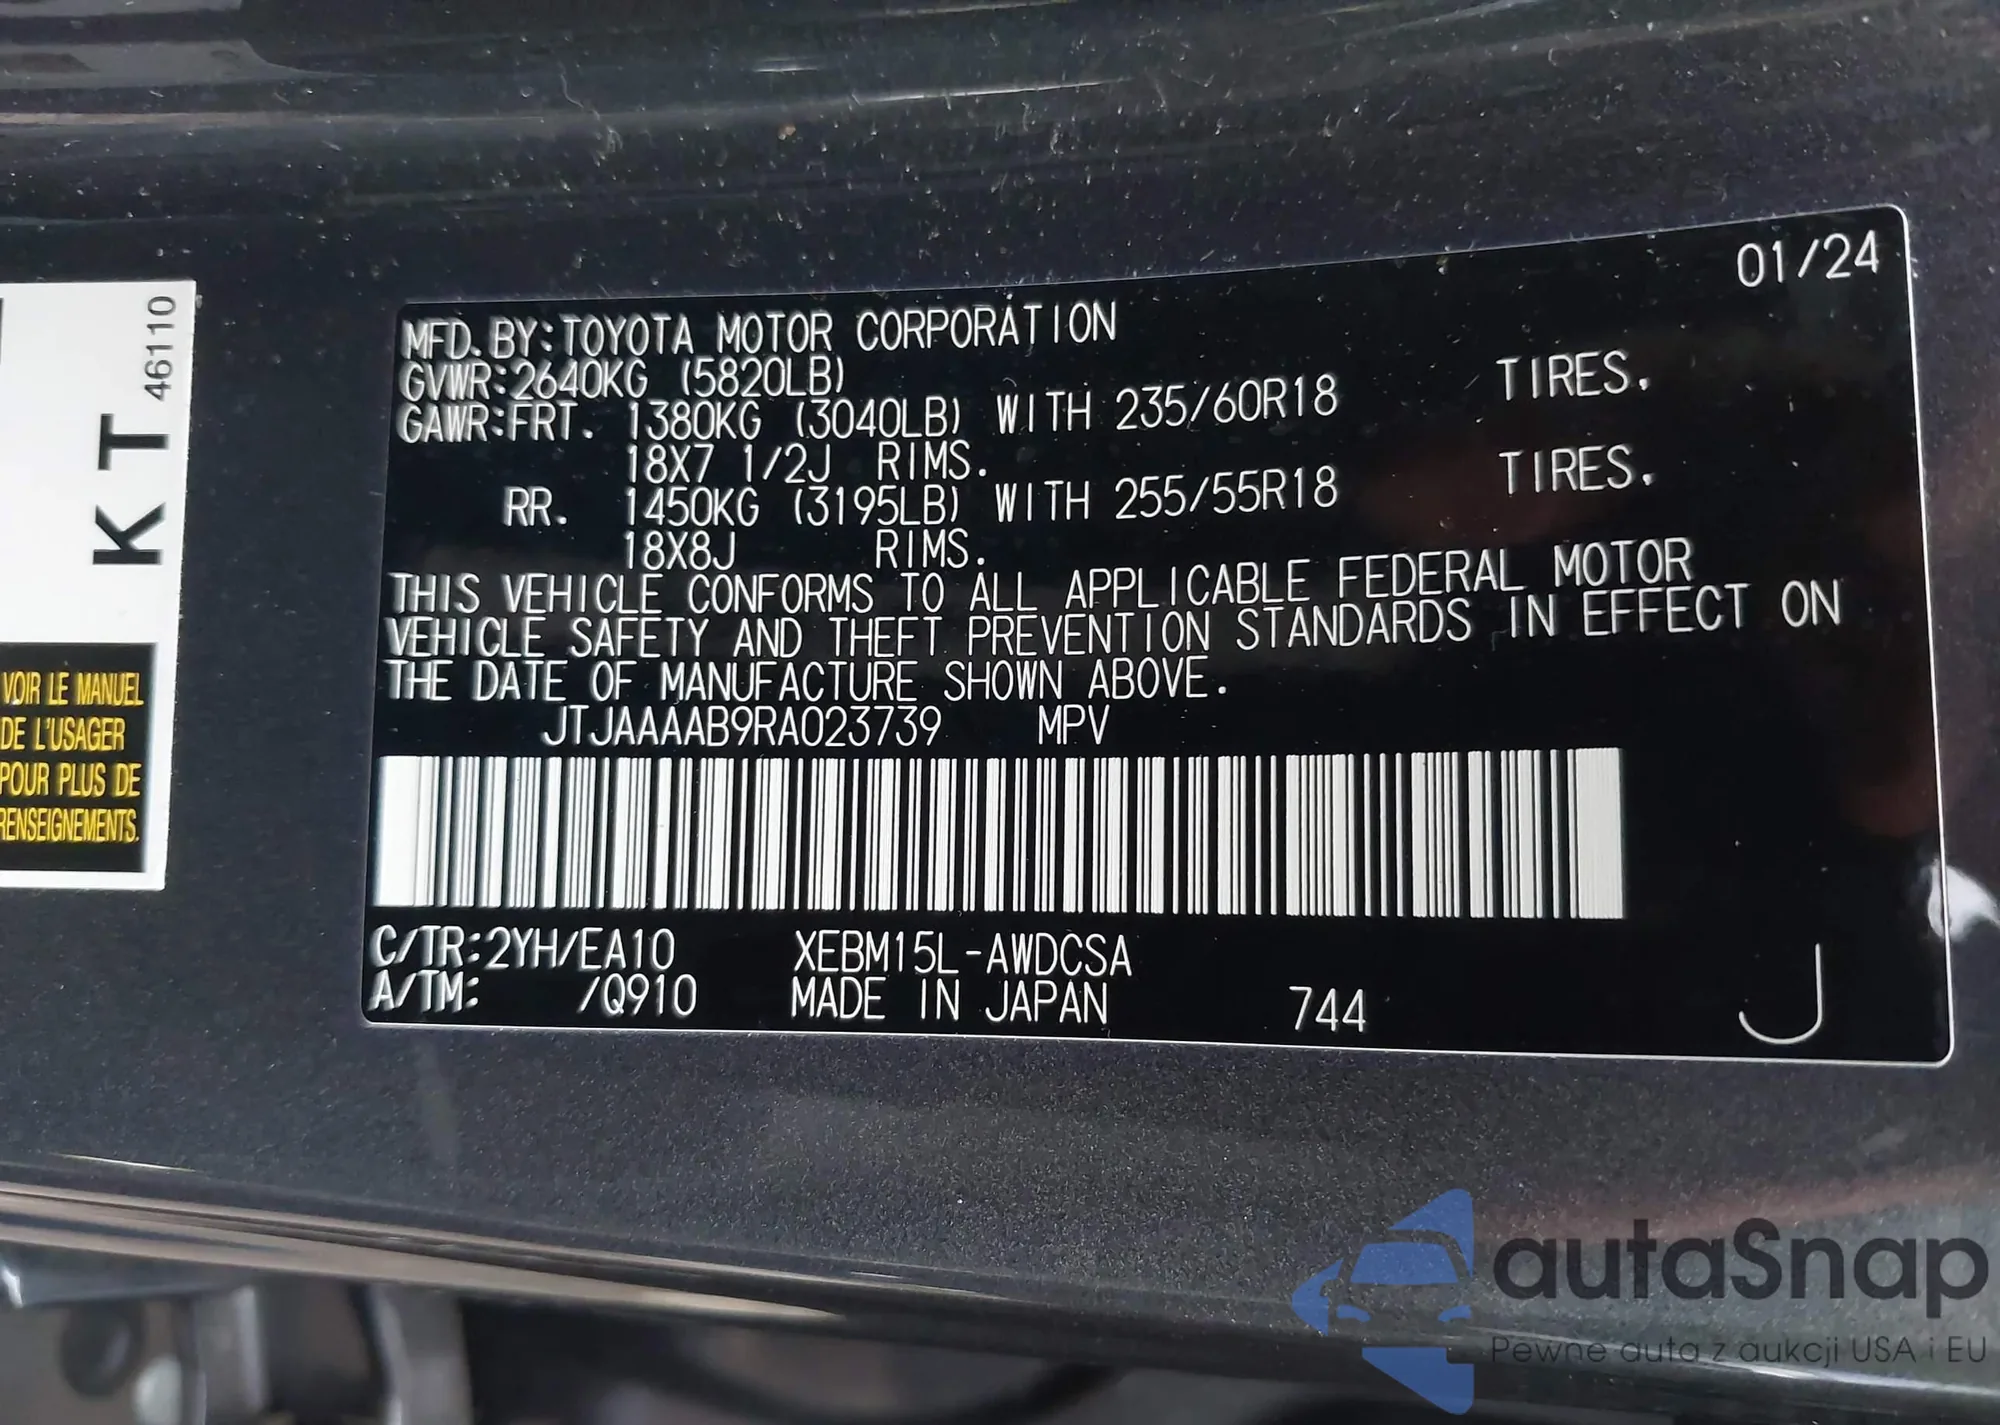 01/24
MFD. BY:TOYOTA MOTOR CORPORATION
GVWR:2640KG (5820LB)
GAWR:FRT. 1380KG (3040LB) WITH 235/60R18 TIRES.
18X7 1/2J RIMS.
RR. 1450KG (3195LB) WITH 255/55R18 TIRES.
18X8J RIMS.
THIS VEHICLE CONFORMS TO ALL APPLICABLE FEDERAL MOTOR
VEHICLE SAFETY AND THEFT PREVENTION STANDARDS IN EFFECT ON
THE DATE OF MANUFACTURE SHOWN ABOVE.
JTJAAAAB9RA023739 MPV
C/TR:2YH/EA10 XEBM15L-AWDCSA
A/TM: /Q910 MADE IN JAPAN 744
J
KT 46110
VOIR LE MANUEL
DE L'USAGER
POUR PLUS DE
RENSEIGNEMENTS.
autaSnap
Pewne auta z aukcji USA i EU